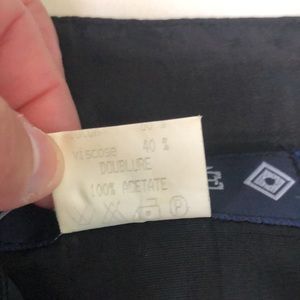 VISCOSE 40 %
DOUBLURE
100% ACETATE
P
E